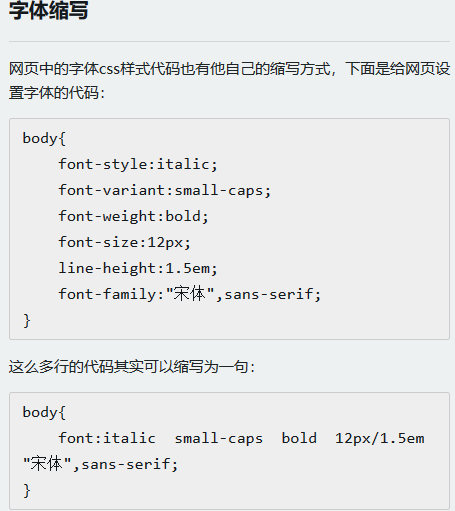 字体缩写
网页中的字体css样式代码也有他自己的缩写方式，下面是给网页设
置字体的代码：
body{
    font-style:italic;
    font-variant:small-caps;
    font-weight:bold;
    font-size:12px;
    line-height:1.5em;
    font-family:"宋体",sans-serif;
}
这么多行的代码其实可以缩写为一句：
body{
    font:italic  small-caps  bold  12px/1.5em
"宋体",sans-serif;
}